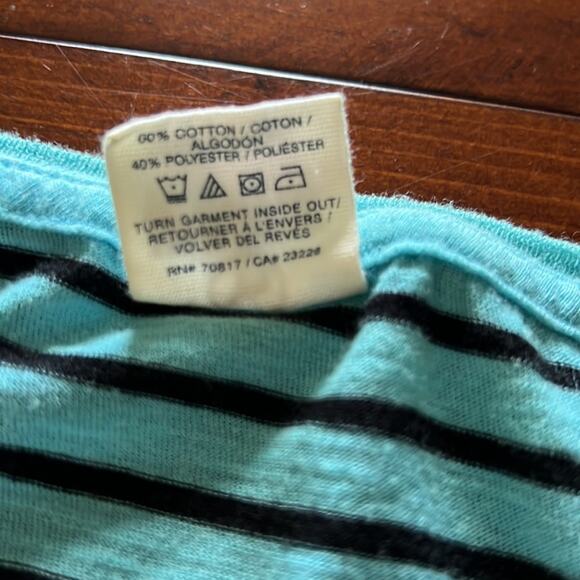 60% COTTON / COTON /
ALGODÓN
40% POLYESTER / POLIÉSTER
TURN GARMENT INSIDE OUT/
RETOURNER À L'ENVERS /
VOLVER DEL REVÉS
RN# 70817 / CA# 23226